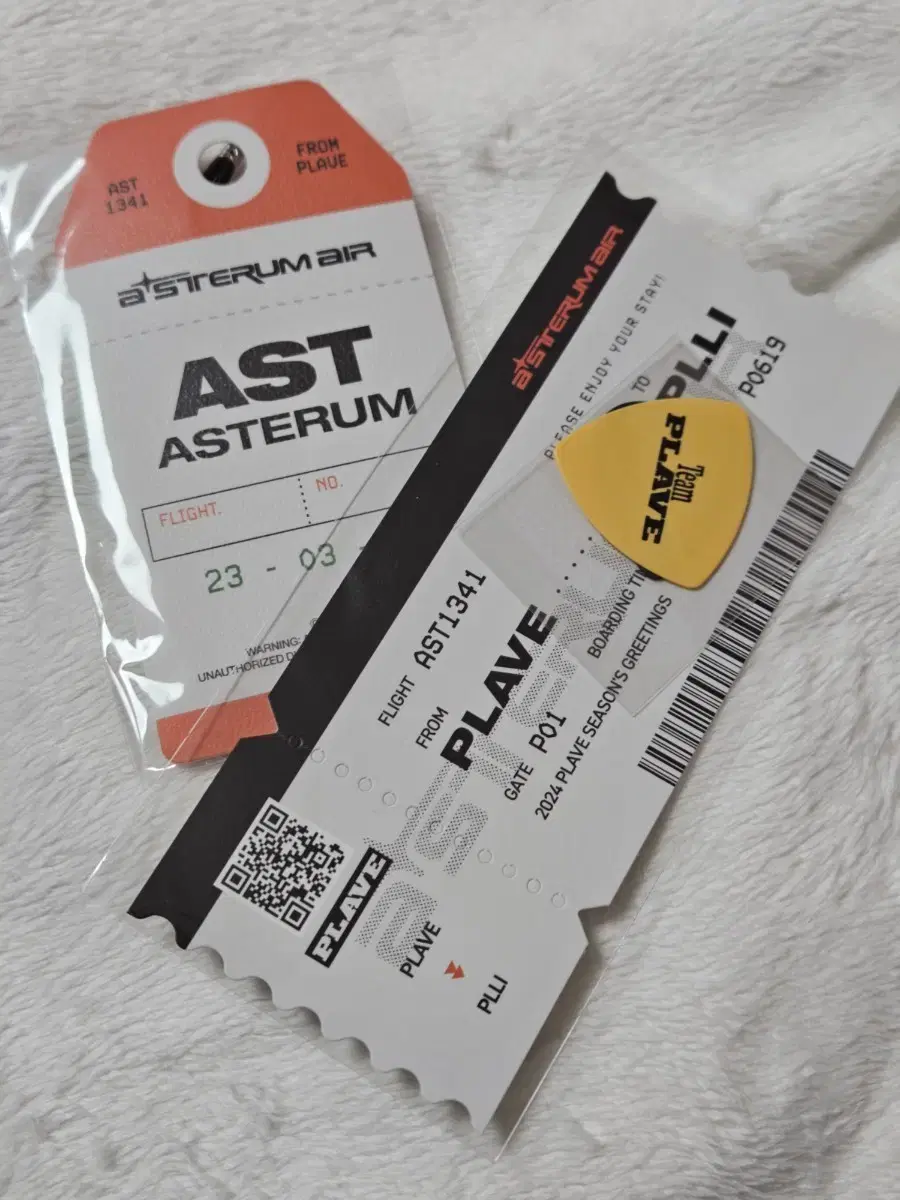 AST
1341
FROM
PLAVE
asterum air
AST
ASTERUM
FLIGHT.
NO.
23 - 03
WARNING:
UNAUTHORIZED
asterum air
PLEASE ENJOY YOUR STAY!
FLIGHT AST1341
FROM
TO
PLAVE
PLLI
GATE P01
BOARDING
P0619
2024 PLAVE SEASON'S GREETINGS
Team
PLAVE
ASTERUM
PLAVE
PLAVE
PLLI